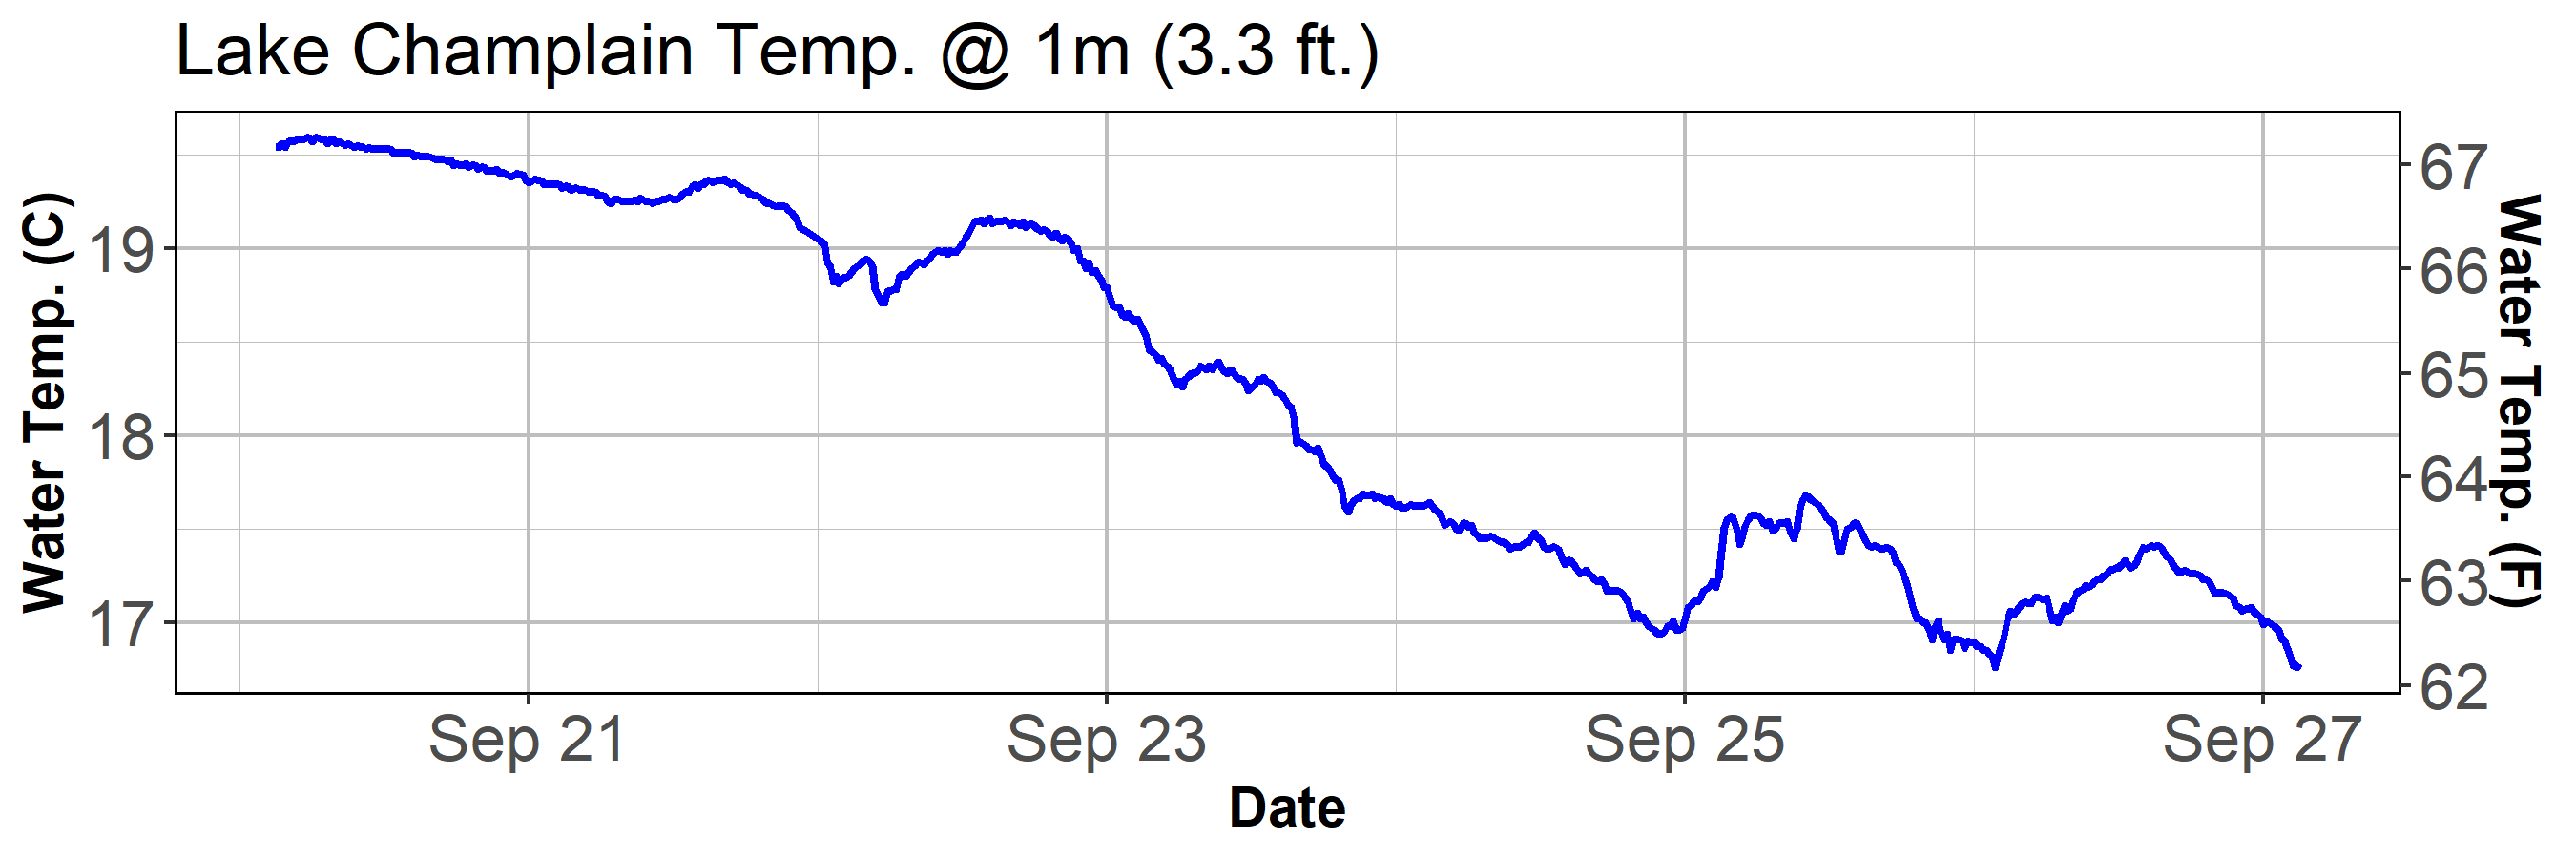 Lake Champlain Temp. @ 1m (3.3 ft.)
Water Temp. (C)
19
18
17
67
66
65
64
63
62
Water Temp. (F)
Sep 21
Sep 23
Sep 25
Sep 27
Date